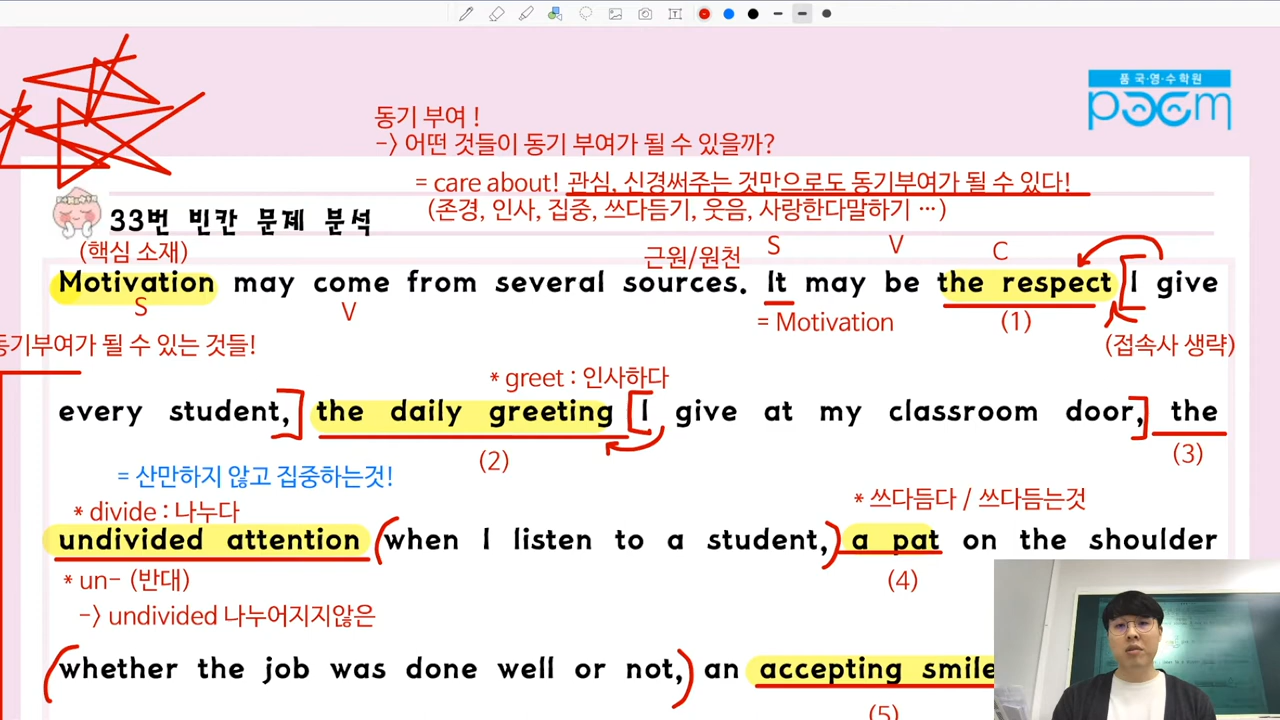 품 국·영·수학원
poem
동기 부여 !
-> 어떤 것들이 동기 부여가 될 수 있을까?
= care about! 관심, 신경써주는 것만으로도 동기부여가 될 수 있다!
(존경, 인사, 집중, 쓰다듬기, 웃음, 사랑한다말하기 …)
33번 빈칸 문제 분석
(핵심 소재)
근원/원천 S V C
Motivation may come from several sources. It may be the respect I give
S V = Motivation (1) (접속사 생략)
동기부여가 될 수 있는 것들!
* greet : 인사하다
every student, the daily greeting I give at my classroom door, the
(2) (3)
= 산만하지 않고 집중하는것!
* divide : 나누다 * 쓰다듬다 / 쓰다듬는것
undivided attention (when I listen to a student,) a pat on the shoulder
* un- (반대) (4)
-> undivided 나누어지지않은
(whether the job was done well or not,) an accepting smile
(5)